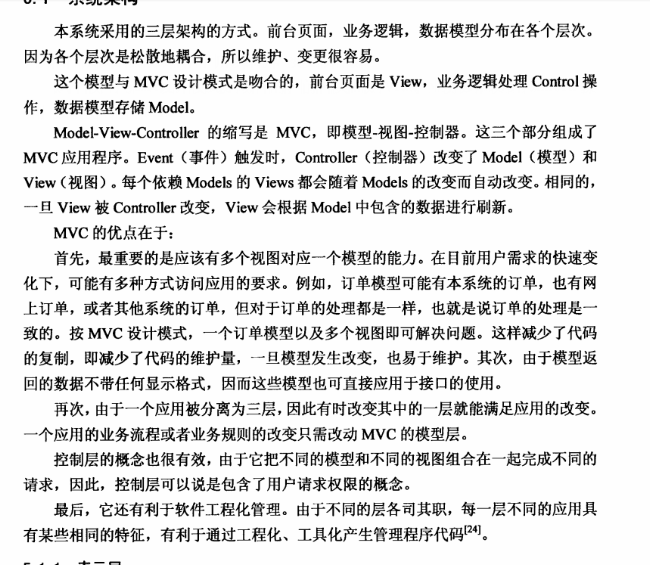 本系统采用的三层架构的方式。前台页面，业务逻辑，数据模型分布在各个层次。
因为各个层次是松散地耦合，所以维护、变更很容易。
这个模型与 MVC 设计模式是吻合的，前台页面是 View，业务逻辑处理 Control 操
作，数据模型存储 Model。
Model-View-Controller 的缩写是 MVC，即模型-视图-控制器。这三个部分组成了
MVC 应用程序。Event（事件）触发时，Controller（控制器）改变了 Model（模型）和
View（视图）。每个依赖 Models 的 Views 都会随着 Models 的改变而自动改变。相同的，
一旦 View 被 Controller 改变，View 会根据 Model 中包含的数据进行刷新。
MVC 的优点在于：
首先，最重要的是应该有多个视图对应一个模型的能力。在目前用户需求的快速变
化下，可能有多种方式访问应用的要求。例如，订单模型可能有本系统的订单，也有网
上订单，或者其他系统的订单，但对于订单的处理都是一样，也就是说订单的处理是一
致的。按 MVC 设计模式，一个订单模型以及多个视图即可解决问题。这样减少了代码
的复制，即减少了代码的维护量，一旦模型发生改变，也易于维护。其次，由于模型返
回的数据不带任何显示格式，因而这些模型也可直接应用于接口的使用。
再次，由于一个应用被分离为三层，因此有时改变其中的一层就能满足应用的改变。
一个应用的业务流程或者业务规则的改变只需改动 MVC 的模型层。
控制层的概念也很有效，由于它把不同的模型和不同的视图组合在一起完成不同的
请求，因此，控制层可以说是包含了用户请求权限的概念。
最后，它还有利于软件工程化管理。由于不同的层各司其职，每一层不同的应用具
有某些相同的特征，有利于通过工程化、工具化产生管理程序代码[24]。